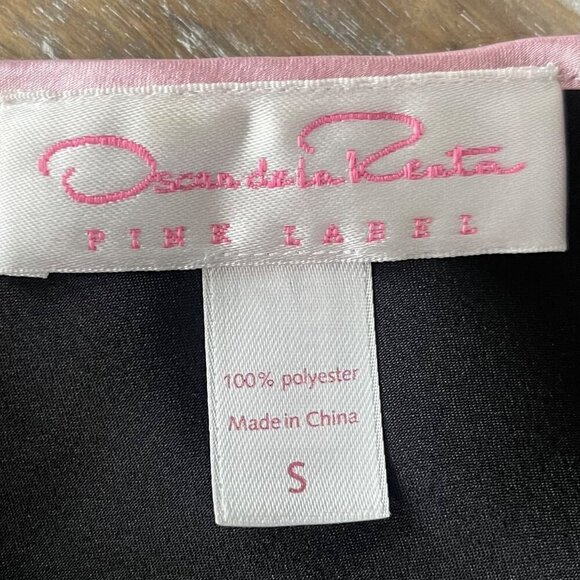 Oscar de la Renta
PINK LABEL
100% polyester
Made in China
S